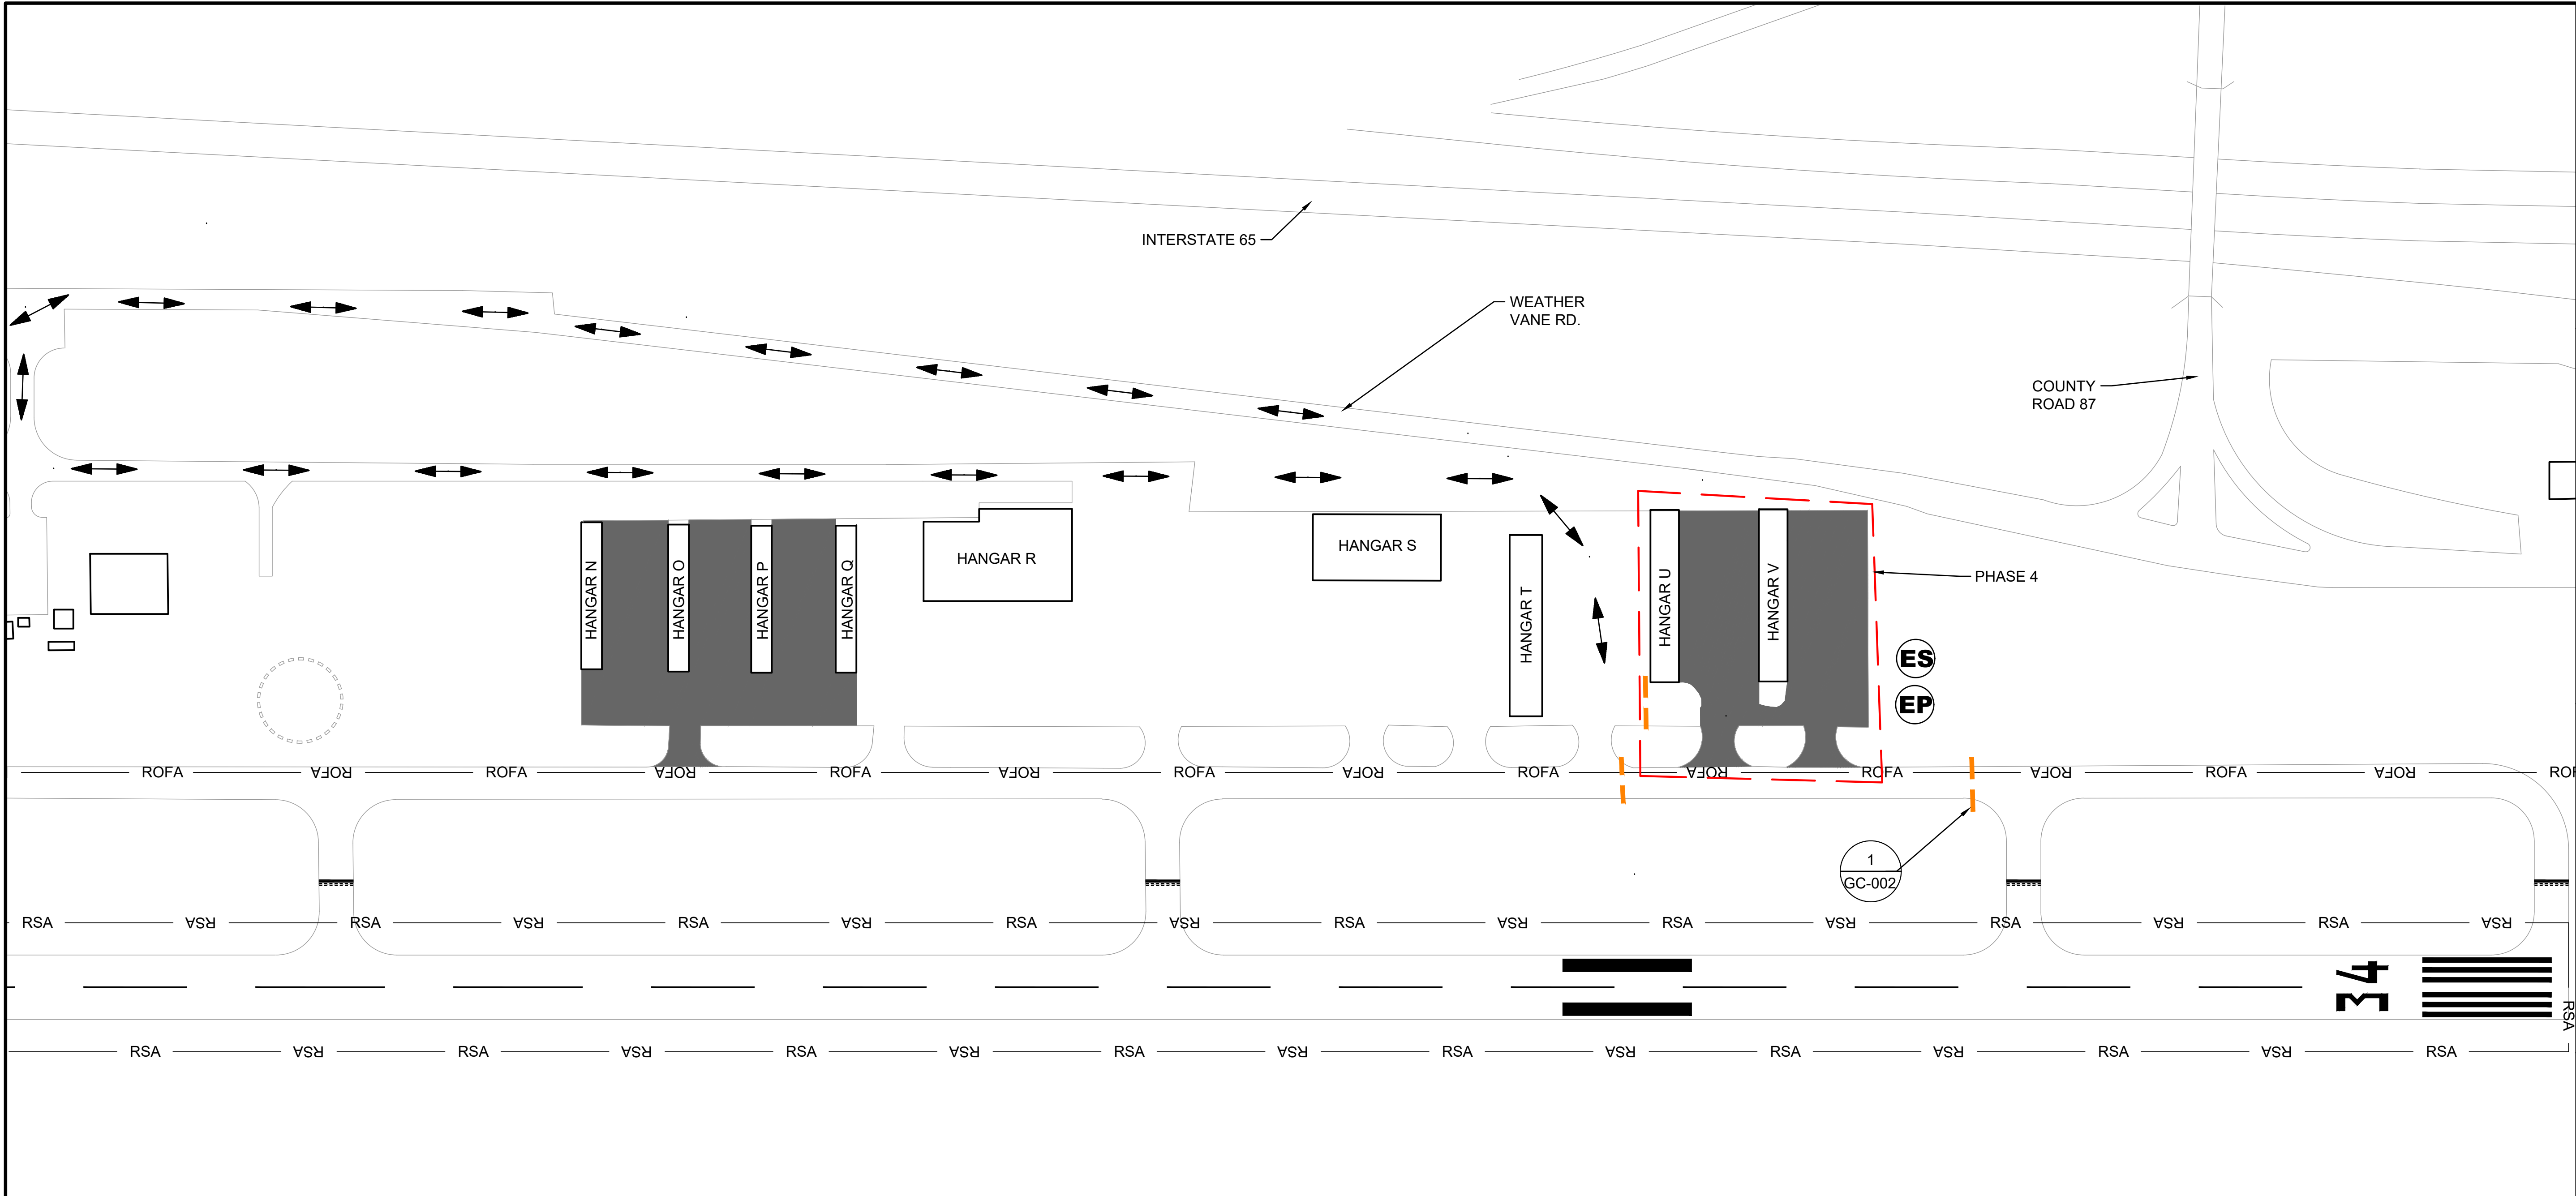 INTERSTATE 65
WEATHER
VANE RD.
COUNTY
ROAD 87
HANGAR N
HANGAR O
HANGAR P
HANGAR Q
HANGAR R
HANGAR S
HANGAR T
HANGAR U
HANGAR V
PHASE 4
ES
EP
ROFA ROFA ROFA ROFA ROFA ROFA ROFA ROFA ROFA ROFA ROFA ROFA ROFA ROFA ROF
1
GC-002
RSA RSA RSA RSA RSA RSA RSA RSA RSA RSA RSA RSA RSA RSA RSA RSA
34
RSA
RSA RSA RSA RSA RSA RSA RSA RSA RSA RSA RSA RSA RSA RSA RSA